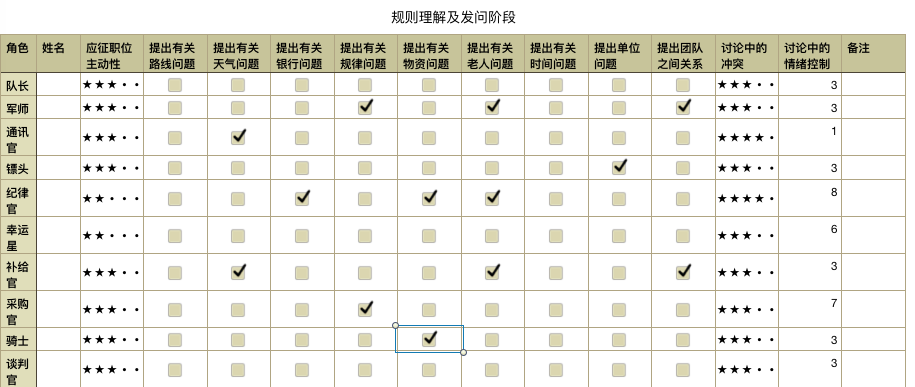 规则理解及发问阶段
角色 姓名 应征职位主动性 提出有关路线问题 提出有关天气问题 提出有关银行问题 提出有关规律问题 提出有关物资问题 提出有关老人问题 提出有关时间问题 提出单位问题 提出团队之间关系 讨论中的冲突 讨论中的情绪控制 备注
队长 ★★★•• ★★★•• 3
军师 ★★★•• ✓ ✓ ✓ ★★★•• 3
通讯官 ★★★•• ✓ ★★★★• 1
镖头 ★★★•• ✓ ★★★•• 3
纪律官 ★★••• ✓ ✓ ✓ ★★★★• 8
幸运星 ★★••• ★★★•• 6
补给官 ★★★•• ✓ ✓ ✓ ★★★•• 3
采购官 ★★★•• ✓ ★★★•• 7
骑士 ★★★•• ✓ ★★★•• 3
谈判官 ★★★•• ★★★•• 3